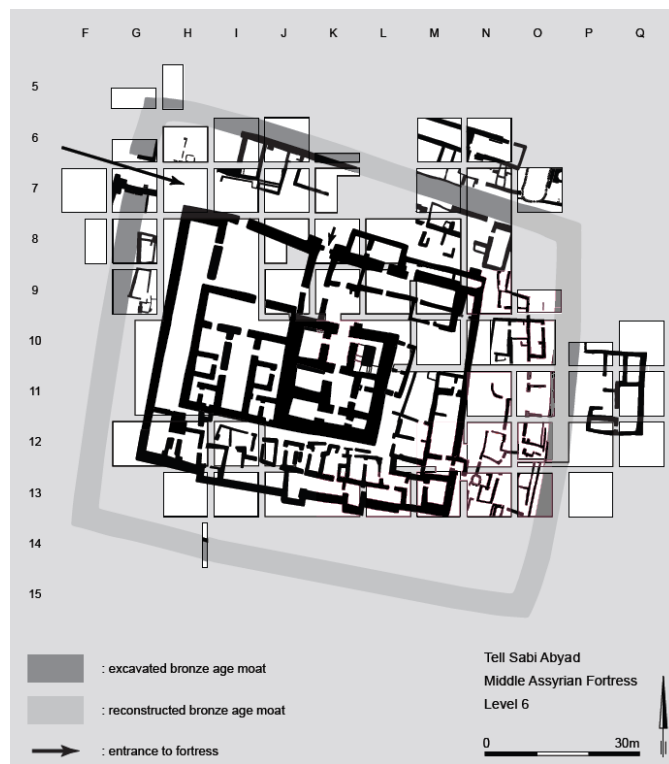 F G H I J K L M N O P Q
5
6
7
8
9
10
11
12
13
14
15
: excavated bronze age moat
: reconstructed bronze age moat
: entrance to fortress
Tell Sabi Abyad
Middle Assyrian Fortress
Level 6
0 30m